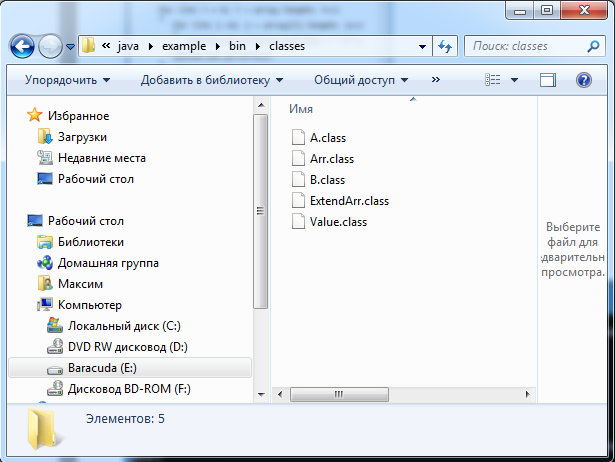 « java ▸ example ▸ bin ▸ classes
Поиск: classes
Упорядочить Добавить в библиотеку Общий доступ »
Избранное
Загрузки
Недавние места
Рабочий стол
Рабочий стол
Библиотеки
Домашняя группа
Максим
Компьютер
Локальный диск (C:)
DVD RW дисковод (D:)
Baracuda (E:)
Дисковод BD-ROM (F:)
Имя
A.class
Arr.class
B.class
ExtendArr.class
Value.class
Выберите
файл для
дварительн
просмотра.
Элементов: 5